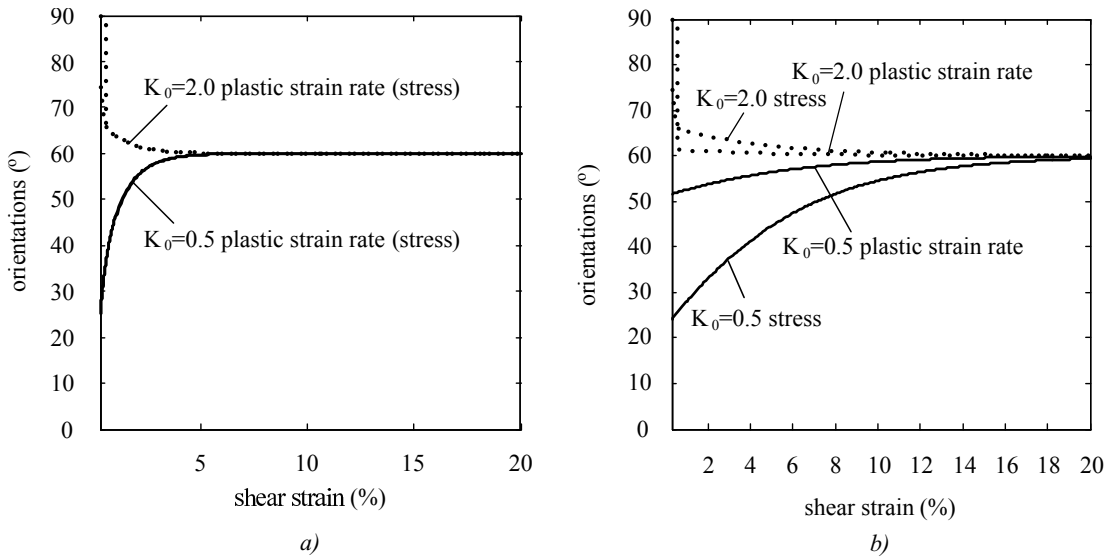 90
80
70
60
50
40
30
20
10
0
orientations (º)
K₀=2.0 plastic strain rate (stress)
K₀=0.5 plastic strain rate (stress)
5
10
15
20
shear strain (%)
a)
90
80
70
60
50
40
30
20
10
0
orientations (º)
K₀=2.0 plastic strain rate
K₀=2.0 stress
K₀=0.5 plastic strain rate
K₀=0.5 stress
2 4 6 8 10 12 14 16 18 20
shear strain (%)
b)